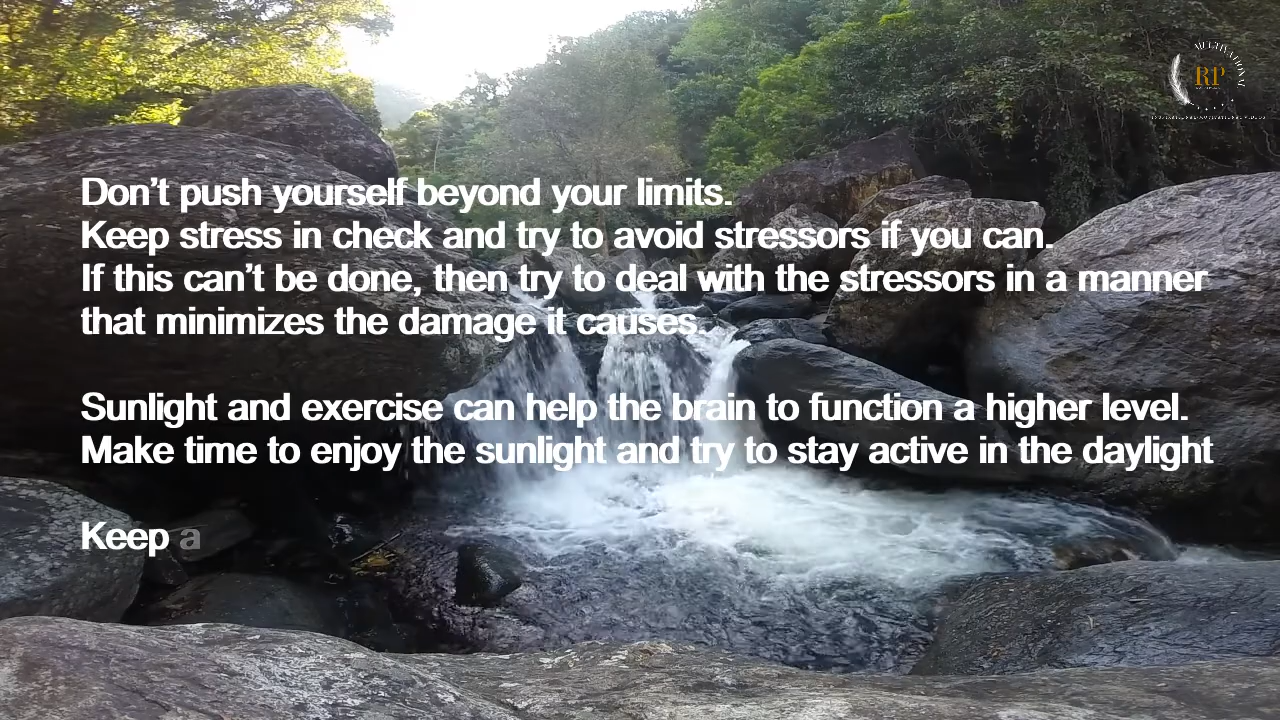 RP
Don’t push yourself beyond your limits.
Keep stress in check and try to avoid stressors if you can.
If this can’t be done, then try to deal with the stressors in a manner
that minimizes the damage it causes.
Sunlight and exercise can help the brain to function a higher level.
Make time to enjoy the sunlight and try to stay active in the daylight
Keep a